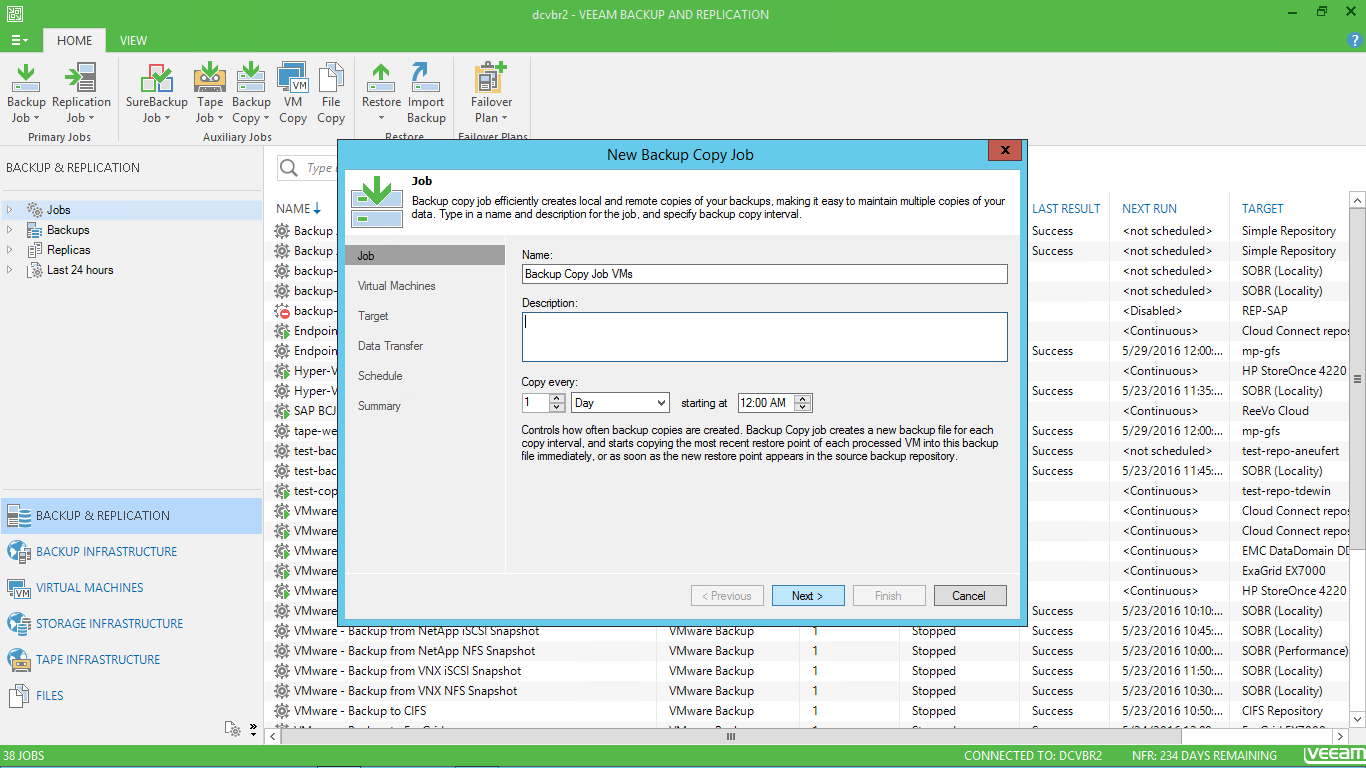 dcvbr2 - VEEAM BACKUP AND REPLICATION
HOME VIEW
Backup Job
Replication Job
SureBackup Job
Tape Job
Backup Copy
VM Copy
File Copy
Restore
Import Backup
Failover Plan
Primary Jobs
Auxiliary Jobs
Restore
Failover Plans
BACKUP & REPLICATION
Jobs
Backups
Replicas
Last 24 hours
BACKUP & REPLICATION
BACKUP INFRASTRUCTURE
VIRTUAL MACHINES
STORAGE INFRASTRUCTURE
TAPE INFRASTRUCTURE
FILES
New Backup Copy Job
Job
Backup copy job efficiently creates local and remote copies of your backups, making it easy to maintain multiple copies of your
data. Type in a name and description for the job, and specify backup copy interval.
Job
Virtual Machines
Target
Data Transfer
Schedule
Summary
Name:
Backup Copy Job VMs
Description:
Copy every:
1 Day starting at 12:00 AM
Controls how often backup copies are created. Backup Copy job creates a new backup file for each
copy interval, and starts copying the most recent restore point of each processed VM into this backup
file immediately, or as soon as the new restore point appears in the source backup repository.
< Previous Next > Finish Cancel
Type
NAME LAST RESULT NEXT RUN TARGET
Backup Success <not scheduled> Simple Repository
Backup Success <not scheduled> Simple Repository
backup- <not scheduled> SOBR (Locality)
backup- <not scheduled> SOBR (Locality)
backup- <Disabled> REP-SAP
Endpoin <Continuous> Cloud Connect repos
Endpoin Success 5/29/2016 12:00:... mp-gfs
Hyper-V <Continuous> HP StoreOnce 4220
Hyper-V Success 5/23/2016 11:35:... SOBR (Locality)
SAP BCJ <Continuous> ReeVo Cloud
tape-we Success 5/29/2016 12:00:... mp-gfs
test-bac Success <not scheduled> test-repo-aneufert
test-bac Success 5/23/2016 11:45:... SOBR (Locality)
test-cop <Continuous> test-repo-tdewin
VMware <Continuous> Cloud Connect repos
VMware <Continuous> Cloud Connect repos
VMware <Continuous> EMC DataDomain DD
VMware <Continuous> ExaGrid EX7000
VMware <Continuous> HP StoreOnce 4220
VMware Success 5/23/2016 10:10:... SOBR (Locality)
VMware - Backup from NetApp iSCSI Snapshot VMware Backup 1 Stopped Success 5/23/2016 10:45:... SOBR (Locality)
VMware - Backup from NetApp NFS Snapshot VMware Backup 1 Stopped Success 5/23/2016 10:00:... SOBR (Performance)
VMware - Backup from VNX iSCSI Snapshot VMware Backup 1 Stopped Success 5/23/2016 11:50:... SOBR (Locality)
VMware - Backup from VNX NFS Snapshot VMware Backup 1 Stopped Success 5/23/2016 10:30:... SOBR (Locality)
VMware - Backup to CIFS VMware Backup 1 Stopped Success 5/23/2016 10:50:... CIFS Repository
38 JOBS CONNECTED TO: DCVBR2 NFR: 234 DAYS REMAINING veeam